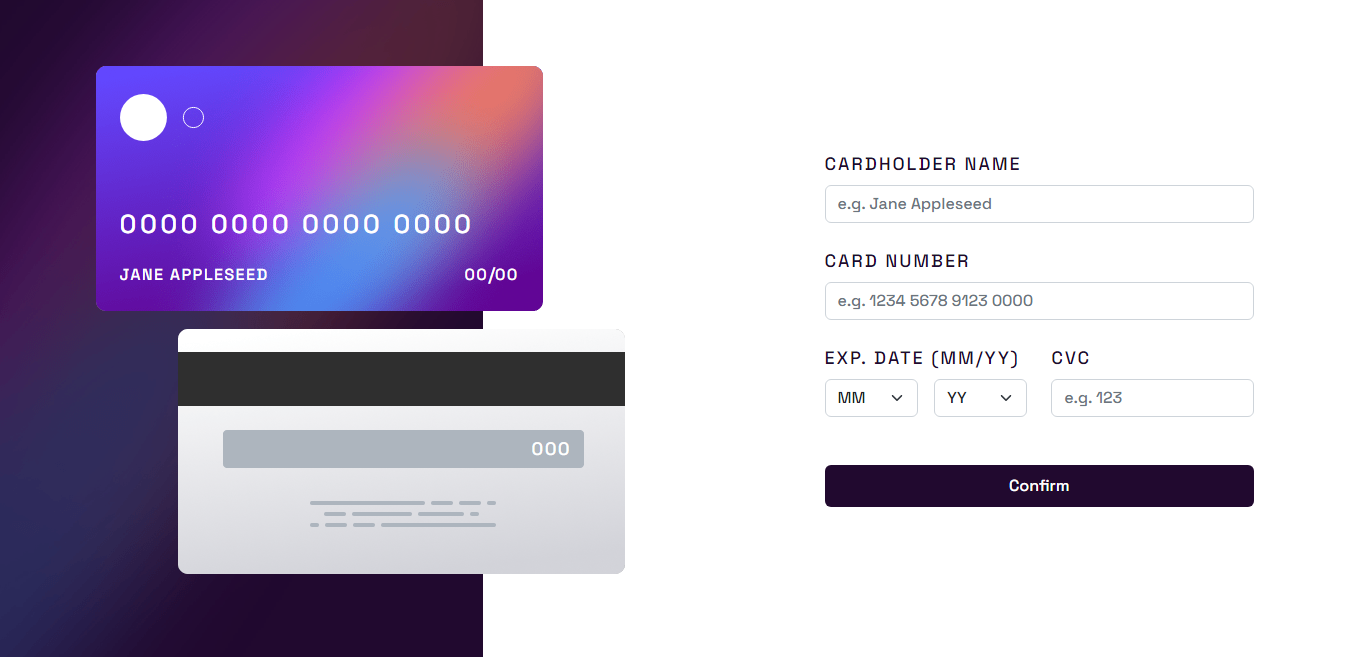 0000 0000 0000 0000
JANE APPLESEED 00/00
000
CARDHOLDER NAME
e.g. Jane Appleseed
CARD NUMBER
e.g. 1234 5678 9123 0000
EXP. DATE (MM/YY) CVC
MM YY e.g. 123
Confirm